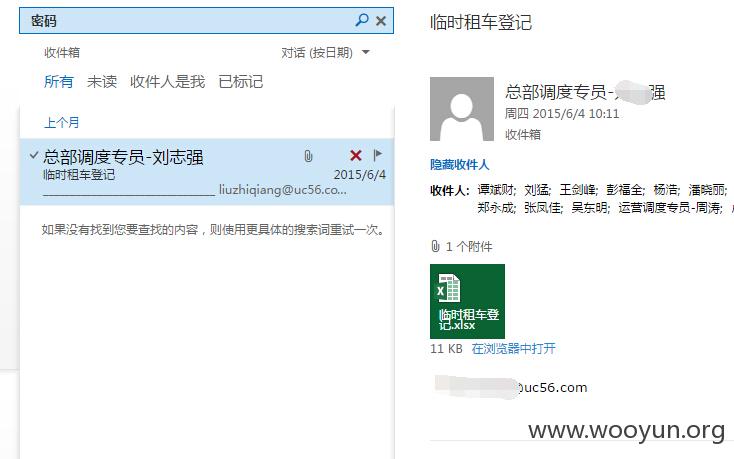 密码
收件箱
对话 (按日期)
所有 未读 收件人是我 已标记
上个月
总部调度专员-刘志强
临时租车登记
2015/6/4
liuzhiqiang@uc56.co...
如果没有找到您要查找的内容，则使用更具体的搜索词重试一次。
临时租车登记
总部调度专员-强
周四 2015/6/4 10:11
收件箱
隐藏收件人
收件人: 谭斌财; 刘猛; 王剑峰; 彭福全; 杨浩; 潘晓丽;
郑永成; 张凤佳; 吴东明; 运营调度专员-周涛;
1 个附件
临时租车登
记.xlsx
11 KB 在浏览器中打开
@uc56.com
www.wooyun.org